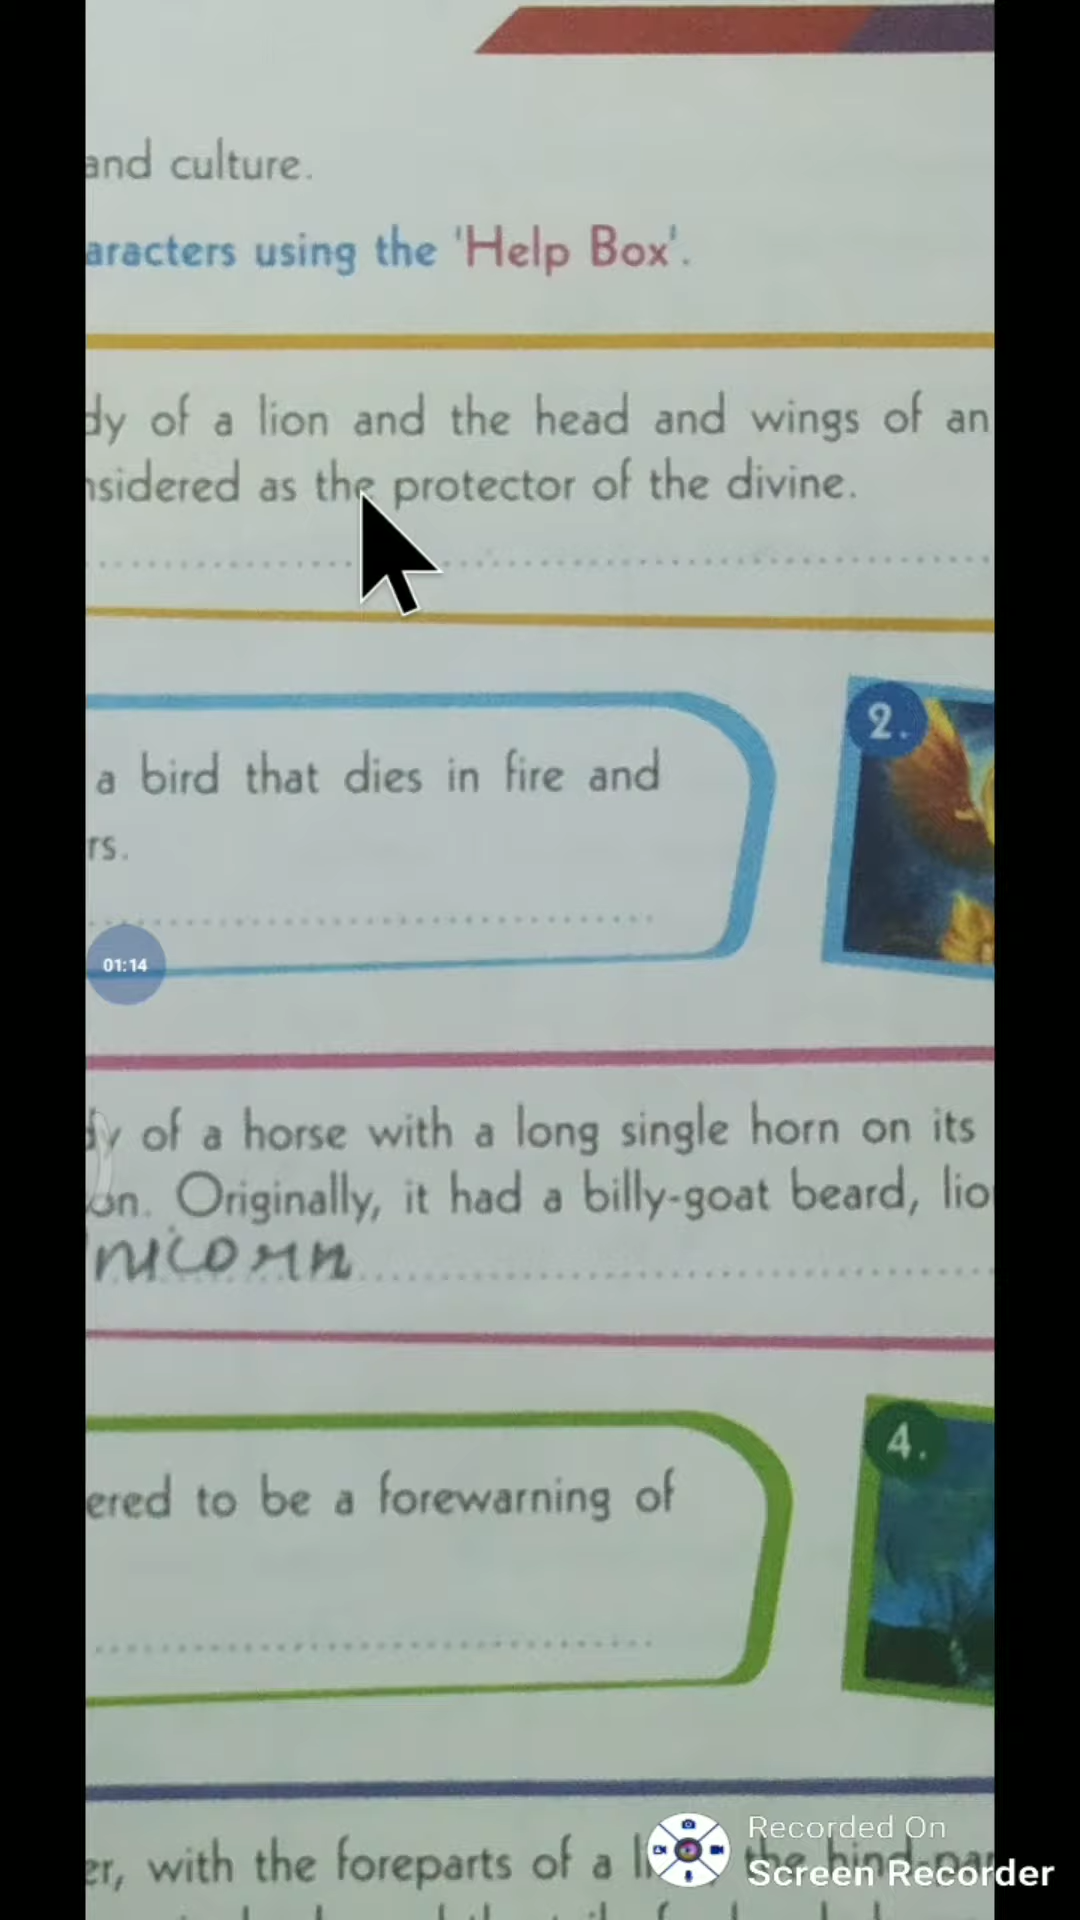 and culture.
aracters using the 'Help Box'.
dy of a lion and the head and wings of an
nsidered as the protector of the divine.
2.
a bird that dies in fire and
rs.
01:14
dy of a horse with a long single horn on its
on. Originally, it had a billy-goat beard, lio
nicorn
4.
ered to be a forewarning of
Recorded On
er, with the foreparts of a the hind-par
Screen Recorder